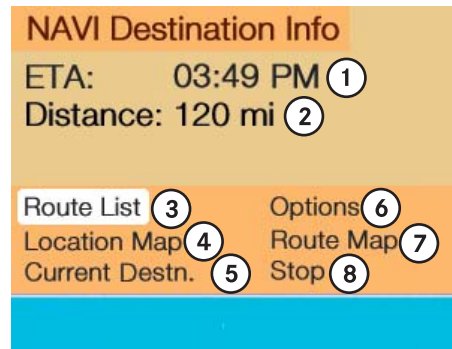 NAVI Destination Info
ETA: 03:49 PM 1
Distance: 120 mi 2
Route List 3 Options 6
Location Map 4 Route Map 7
Current Destn. 5 Stop 8